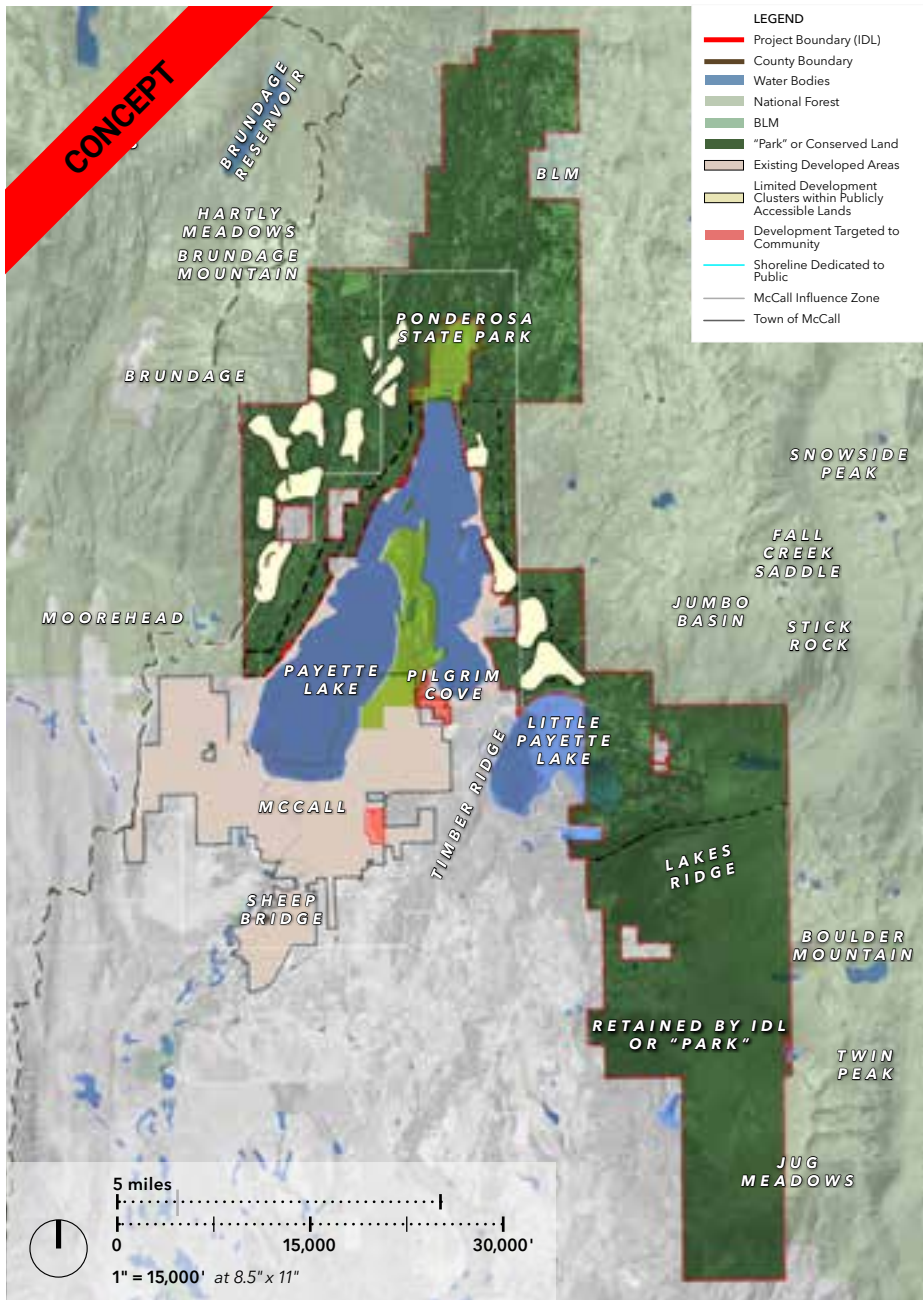 CONCEPT
LEGEND
Project Boundary (IDL)
County Boundary
Water Bodies
National Forest
BLM
"Park" or Conserved Land
Existing Developed Areas
Limited Development
Clusters within Publicly
Accessible Lands
Development Targeted to
Community
Shoreline Dedicated to
Public
McCall Influence Zone
Town of McCall
BRUNDAGE
RESERVOIR
BLM
HARTLY
MEADOWS
BRUNDAGE
MOUNTAIN
PONDEROSA
STATE PARK
BRUNDAGE
SNOWSIDE
PEAK
FALL
CREEK
SADDLE
JUMBO
BASIN
STICK
ROCK
MOOREHEAD
PAYETTE
LAKE
PILGRIM
COVE
LITTLE
PAYETTE
LAKE
TIMBER RIDGE
MCCALL
LAKES
RIDGE
SHEEP
BRIDGE
BOULDER
MOUNTAIN
RETAINED BY IDL
OR "PARK"
TWIN
PEAK
JUG
MEADOWS
5 miles
0 15,000 30,000'
1" = 15,000' at 8.5" x 11"